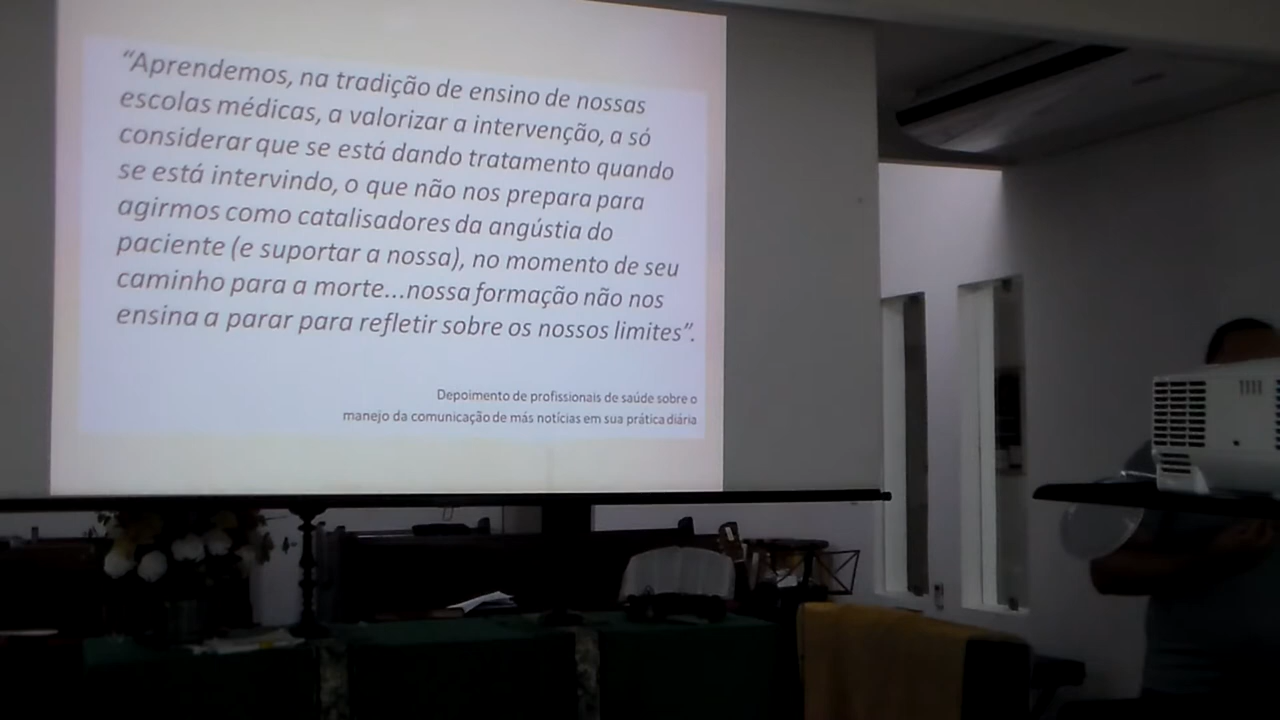 “Aprendemos, na tradição de ensino de nossas
escolas médicas, a valorizar a intervenção, a só
considerar que se está dando tratamento quando
se está intervindo, o que não nos prepara para
agirmos como catalisadores da angústia do
paciente (e suportar a nossa), no momento de seu
caminho para a morte...nossa formação não nos
ensina a parar para refletir sobre os nossos limites”.
Depoimento de profissionais de saúde sobre o
manejo da comunicação de más notícias em sua prática diária